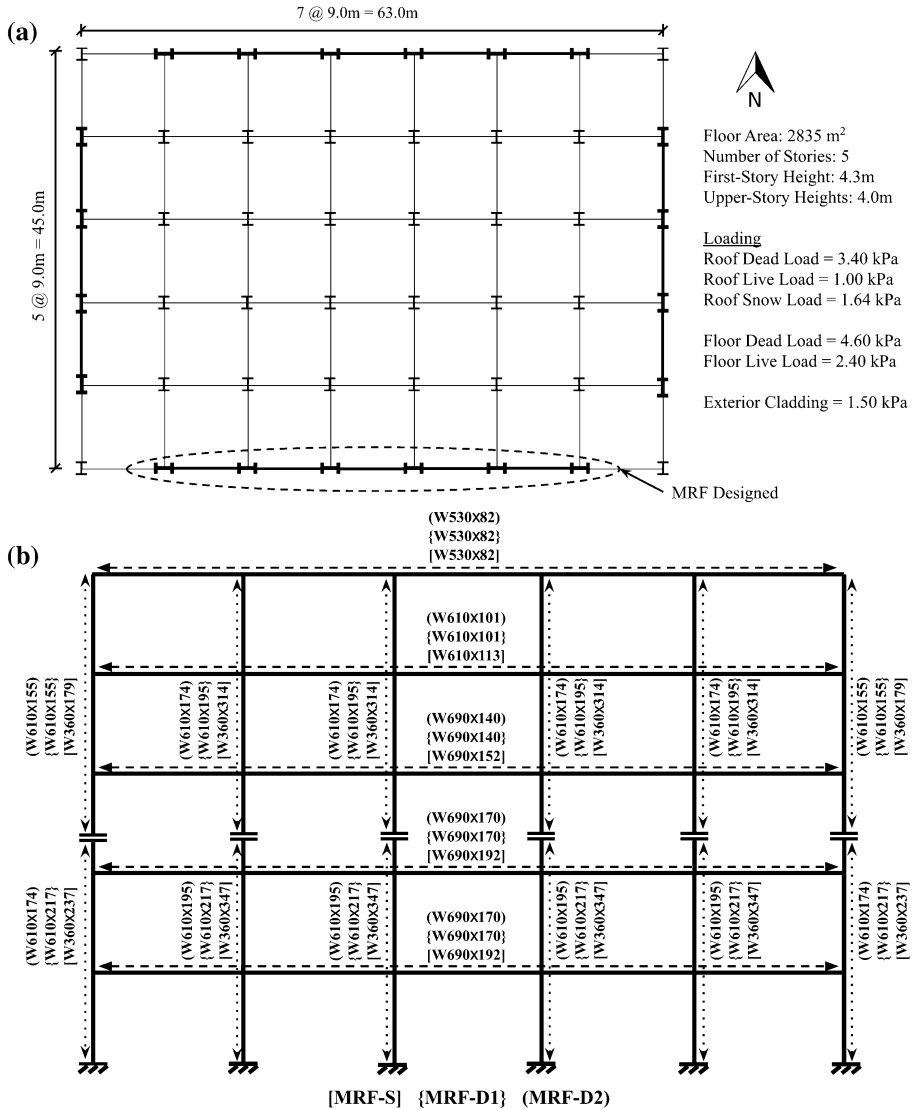 (a)
7 @ 9.0m = 63.0m
5 @ 9.0m = 45.0m
N
Floor Area: 2835 m²
Number of Stories: 5
First-Story Height: 4.3m
Upper-Story Heights: 4.0m
Loading
Roof Dead Load = 3.40 kPa
Roof Live Load = 1.00 kPa
Roof Snow Load = 1.64 kPa
Floor Dead Load = 4.60 kPa
Floor Live Load = 2.40 kPa
Exterior Cladding = 1.50 kPa
MRF Designed
(b)
(W530x82)
{W530x82}
[W530x82]
(W610x101)
{W610x101}
[W610x113]
(W690x140)
{W690x140}
[W690x152]
(W690x170)
{W690x170}
[W690x192]
(W690x170)
{W690x170}
[W690x192]
(W610x155)
{W610x155}
[W360x179]
(W610x174)
{W610x195}
[W360x314]
(W610x174)
{W610x195}
[W360x314]
(W610x174)
{W610x195}
[W360x314]
(W610x174)
{W610x195}
[W360x314]
(W610x155)
{W610x155}
[W360x179]
(W610x174)
{W610x217}
[W360x237]
(W610x195)
{W610x217}
[W360x347]
(W610x195)
{W610x217}
[W360x347]
(W610x195)
{W610x217}
[W360x347]
(W610x195)
{W610x217}
[W360x347]
(W610x174)
{W610x217}
[W360x237]
[MRF-S] {MRF-D1} (MRF-D2)